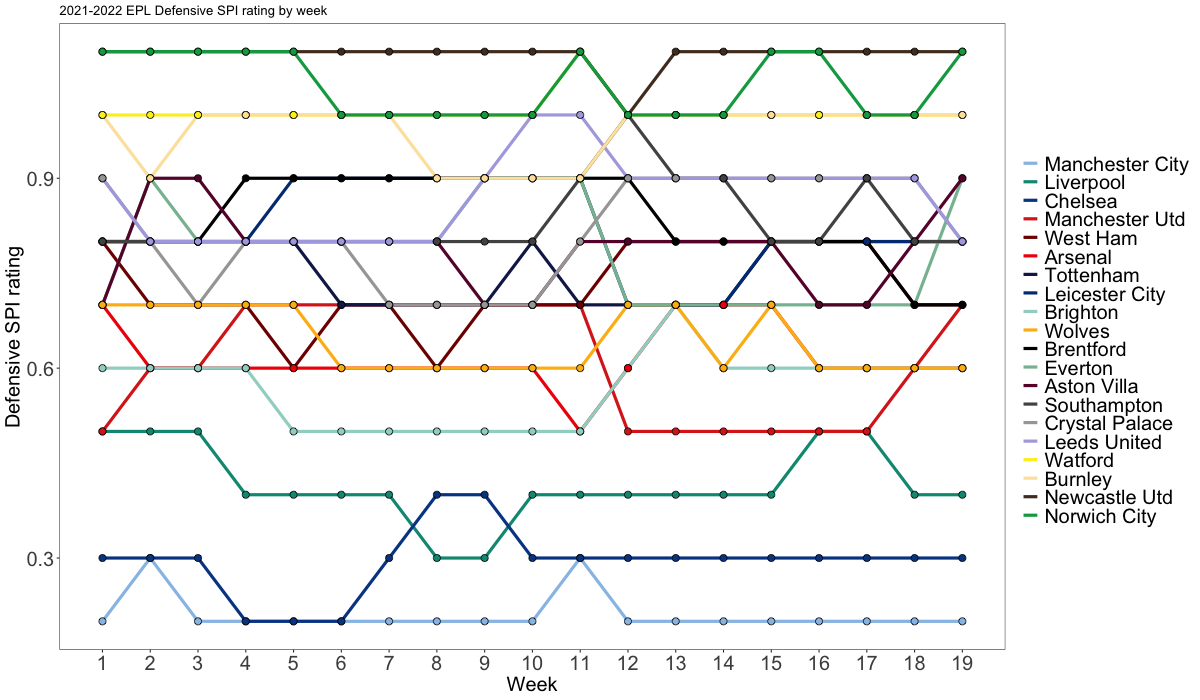 2021-2022 EPL Defensive SPI rating by week
Defensive SPI rating
0.9
0.6
0.3
1 2 3 4 5 6 7 8 9 10 11 12 13 14 15 16 17 18 19
Week
Manchester City
Liverpool
Chelsea
Manchester Utd
West Ham
Arsenal
Tottenham
Leicester City
Brighton
Wolves
Brentford
Everton
Aston Villa
Southampton
Crystal Palace
Leeds United
Watford
Burnley
Newcastle Utd
Norwich City